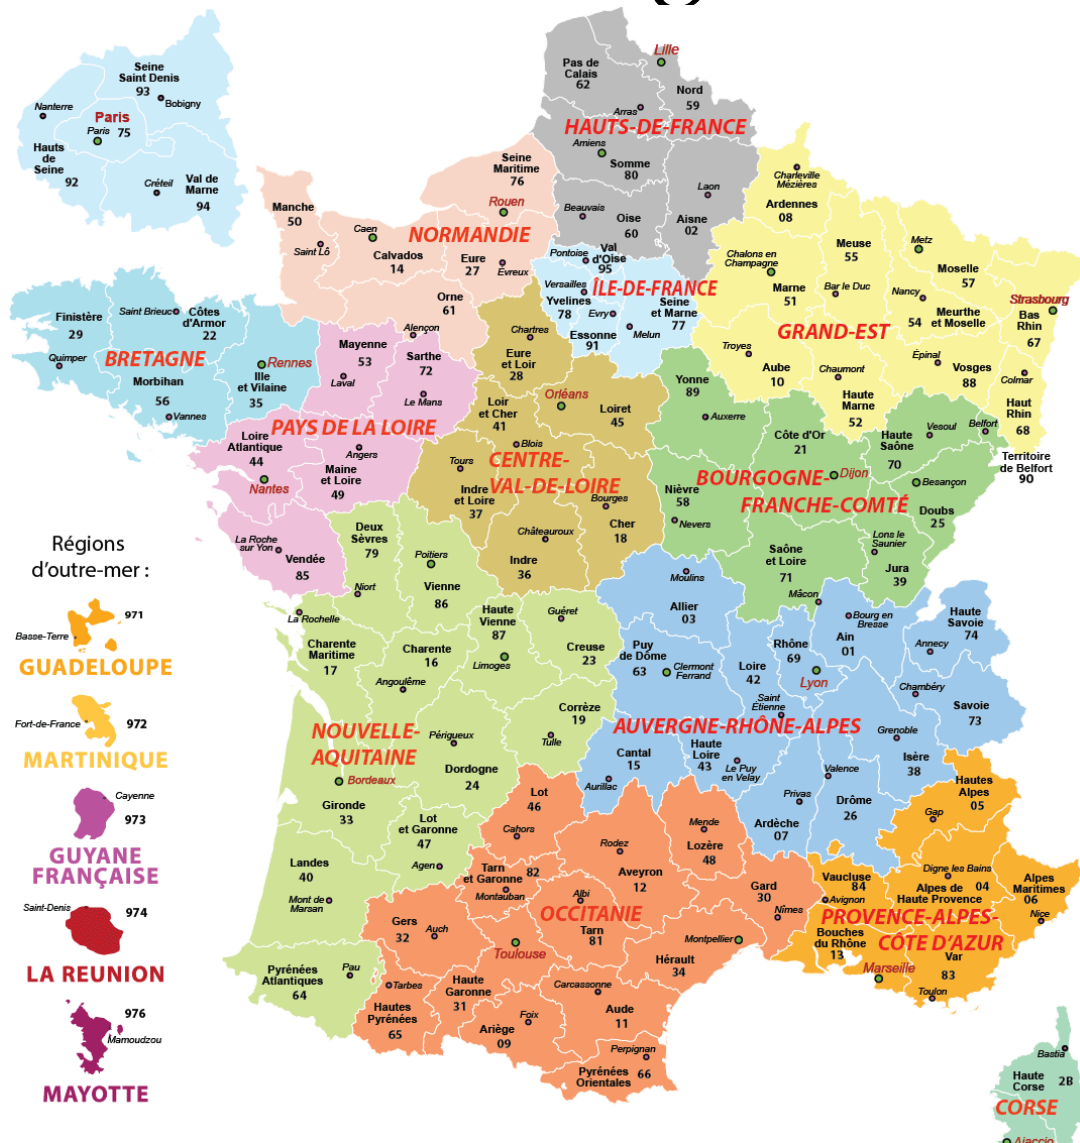 Seine
Saint Denis
93
Bobigny
Nanterre
Paris
Paris
75
Hauts
de
Seine
92
Créteil
Val de
Marne
94
Lille
Pas de
Calais
62
Nord
59
Arras
HAUTS-DE-FRANCE
Amiens
Somme
80
Laon
Beauvais
Oise
60
Aisne
02
Seine
Maritime
76
Rouen
Manche
50
Caen
Saint Lô
NORMANDIE
Calvados
14
Eure
27
Evreux
Orne
61
Alençon
Pontoise
Val
d'Oise
95
ÎLE-DE-FRANCE
Versailles
Yvelines
78
Evry
Seine
et Marne
77
Essonne
91
Melun
Charleville
Mézières
Ardennes
08
Meuse
55
Metz
Moselle
57
Chalons en
Champagne
Marne
51
Bar le Duc
Nancy
54
Meurthe
et Moselle
Strasbourg
Bas
Rhin
67
GRAND-EST
Troyes
Aube
10
Chaumont
Haute
Marne
52
Épinal
Vosges
88
Colmar
Haut
Rhin
68
Finistère
29
Saint Brieuc
Côtes
d'Armor
22
BRETAGNE
Quimper
Rennes
Ille
et Vilaine
35
Morbihan
56
Vannes
Mayenne
53
Laval
Sarthe
72
Le Mans
PAYS DE LA LOIRE
Loire
Atlantique
44
Angers
Maine
et Loire
49
Nantes
La Roche
sur Yon
Vendée
85
Chartres
Eure
et Loir
28
Orléans
Loir
et Cher
41
Loiret
45
Blois
Tours
CENTRE-
VAL-DE-LOIRE
Indre
et Loire
37
Bourges
Châteauroux
Cher
18
Indre
36
Yonne
89
Auxerre
Côte d'Or
21
Haute
Saône
70
Vesoul
Belfort
Territoire
de Belfort
90
Dijon
BOURGOGNE-
FRANCHE-COMTÉ
Besançon
Nièvre
58
Nevers
Doubs
25
Lons le
Saunier
Saône
et Loire
71
Jura
39
Mâcon
Deux
Sèvres
79
Poitiers
Vienne
86
Niort
La Rochelle
Haute
Vienne
87
Guéret
Creuse
23
Limoges
Charente
Maritime
17
Charente
16
Angoulême
Corrèze
19
Tulle
NOUVELLE-
AQUITAINE
Périgueux
Dordogne
24
Bordeaux
Gironde
33
Lot
et Garonne
47
Agen
Landes
40
Mont de
Marsan
Pyrénées
Atlantiques
64
Pau
Moulins
Allier
03
Puy
de Dôme
63
Clermont
Ferrand
Loire
42
Rhône
69
Lyon
Ain
01
Bourg en
Bresse
Haute
Savoie
74
Annecy
Chambéry
Savoie
73
Saint
Étienne
AUVERGNE-RHÔNE-ALPES
Grenoble
Isère
38
Cantal
15
Aurillac
Haute
Loire
43
Le Puy
en Velay
Valence
Privas
Ardèche
07
Drôme
26
Lot
46
Cahors
Rodez
Mende
Lozère
48
Aveyron
12
Tarn
et Garonne
82
Montauban
Albi
OCCITANIE
Tarn
81
Gard
30
Nîmes
Gers
32
Auch
Toulouse
Montpellier
Hérault
34
Tarbes
Hautes
Pyrénées
65
Haute
Garonne
31
Carcassonne
Aude
11
Foix
Ariège
09
Perpignan
Pyrénées
Orientales
66
Hautes
Alpes
05
Gap
Vaucluse
84
Avignon
Digne les Bains
04
Alpes de
Haute Provence
Alpes
Maritimes
06
Nice
PROVENCE-ALPES-
CÔTE D'AZUR
Bouches
du Rhône
13
Marseille
Var
83
Toulon
Bastia
Haute
Corse
2B
CORSE
Ajaccio
Régions
d'outre-mer :
971
Basse-Terre
GUADELOUPE
Fort-de-France
972
MARTINIQUE
Cayenne
973
GUYANE
FRANÇAISE
Saint-Denis
974
LA REUNION
976
Mamoudzou
MAYOTTE